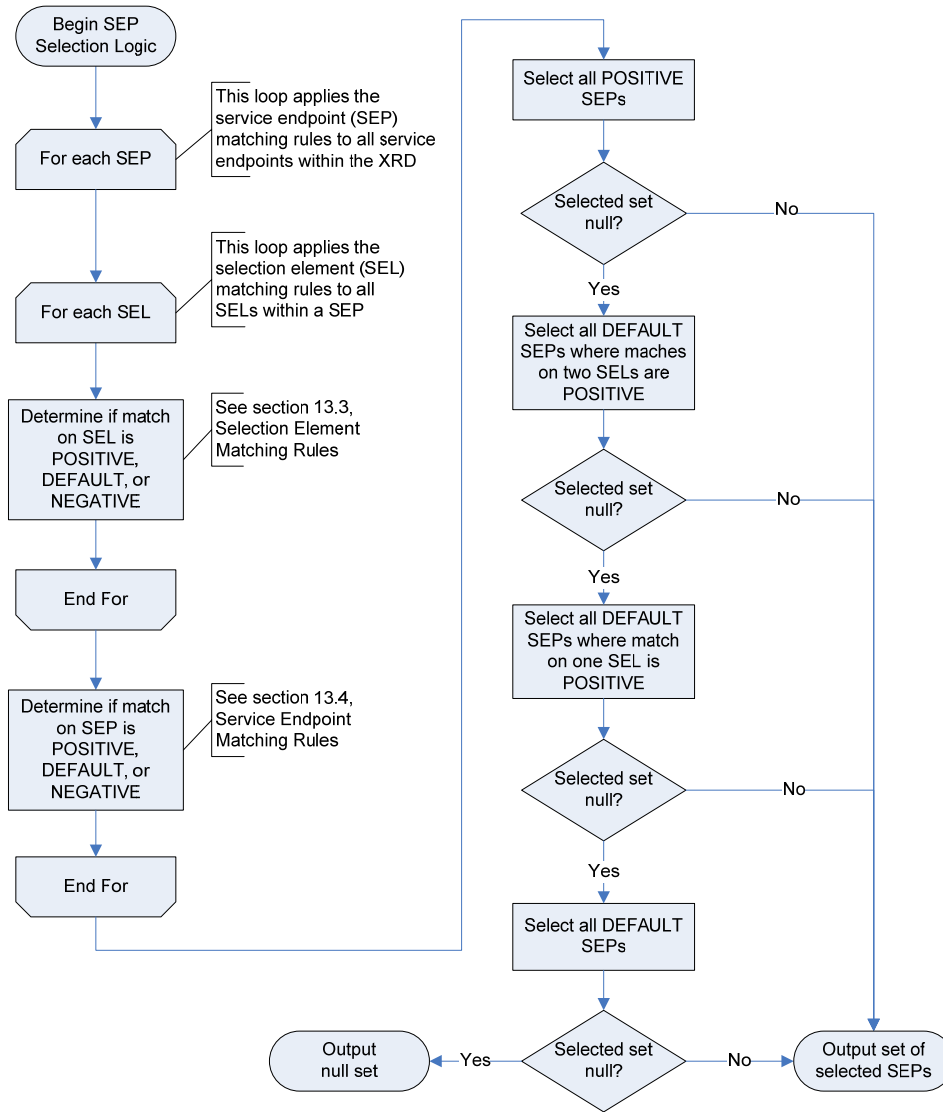 Begin SEP
Selection Logic
This loop applies the
service endpoint (SEP)
matching rules to all service
endpoints within the XRD
For each SEP
This loop applies the
selection element (SEL)
matching rules to all
SELs within a SEP
For each SEL
Determine if match
on SEL is
POSITIVE,
DEFAULT, or
NEGATIVE
See section 13.3,
Selection Element
Matching Rules
End For
Determine if match
on SEP is
POSITIVE,
DEFAULT, or
NEGATIVE
See section 13.4,
Service Endpoint
Matching Rules
End For
Select all POSITIVE
SEPs
Selected set
null?
No
Yes
Select all DEFAULT
SEPs where maches
on two SELs are
POSITIVE
Selected set
null?
No
Yes
Select all DEFAULT
SEPs where match
on one SEL is
POSITIVE
Selected set
null?
No
Yes
Select all DEFAULT
SEPs
Selected set
null?
Yes
No
Output
null set
Output set of
selected SEPs